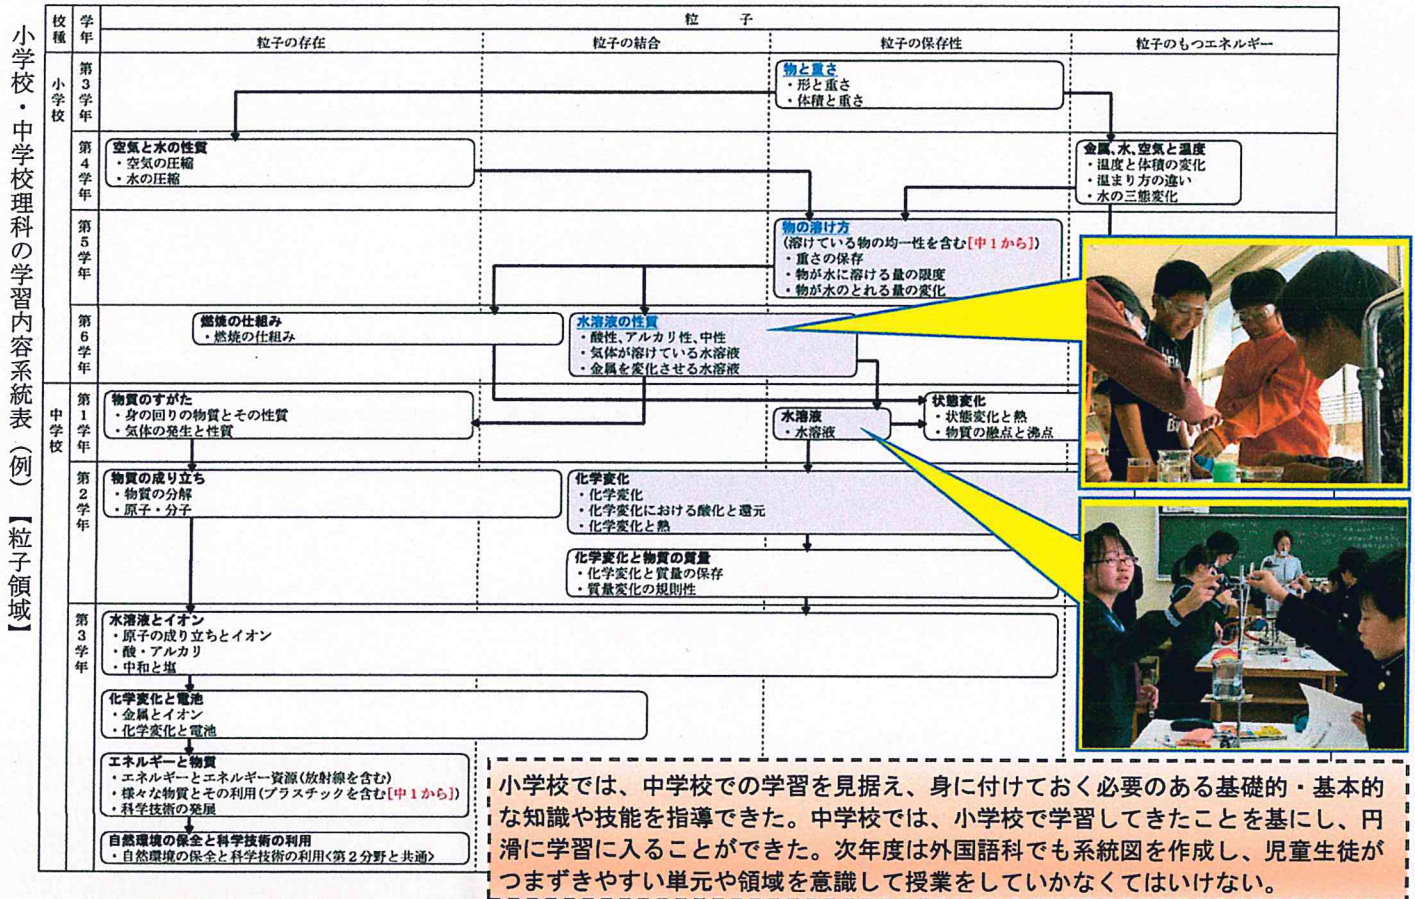 小学校・中学校理科の学習内容系統表(例)【粒子領域】
校種
学年
粒 子
粒子の存在
粒子の結合
粒子の保存性
粒子のもつエネルギー
小学校
第3学年
物と重さ
・形と重さ
・体積と重さ
第4学年
空気と水の性質
・空気の圧縮
・水の圧縮
金属、水、空気と温度
・温度と体積の変化
・温まり方の違い
・水の三態変化
第5学年
物の溶け方
(溶けている物の均一性を含む[中1から])
・重さの保存
・物が水に溶ける量の限度
・物が水のとれる量の変化
第6学年
燃焼の仕組み
・燃焼の仕組み
水溶液の性質
・酸性、アルカリ性、中性
・気体が溶けている水溶液
・金属を変化させる水溶液
中学校
第1学年
物質のすがた
・身の回りの物質とその性質
・気体の発生と性質
水溶液
・水溶液
状態変化
・状態変化と熱
・物質の融点と沸点
第2学年
物質の成り立ち
・物質の分解
・原子・分子
化学変化
・化学変化
・化学変化における酸化と還元
・化学変化と熱
化学変化と物質の質量
・化学変化と質量の保存
・質量変化の規則性
第3学年
水溶液とイオン
・原子の成り立ちとイオン
・酸・アルカリ
・中和と塩
化学変化と電池
・金属とイオン
・化学変化と電池
エネルギーと物質
・エネルギーとエネルギー資源(放射線を含む)
・様々な物質とその利用(プラスチックを含む[中1から])
・科学技術の発展
自然環境の保全と科学技術の利用
・自然環境の保全と科学技術の利用<第2分野と共通>
小学校では、中学校での学習を見据え、身に付けておく必要のある基礎的・基本的
な知識や技能を指導できた。中学校では、小学校で学習してきたことを基にし、円
滑に学習に入ることができた。次年度は外国語科でも系統図を作成し、児童生徒が
つまずきやすい単元や領域を意識して授業をしていかなくてはいけない。